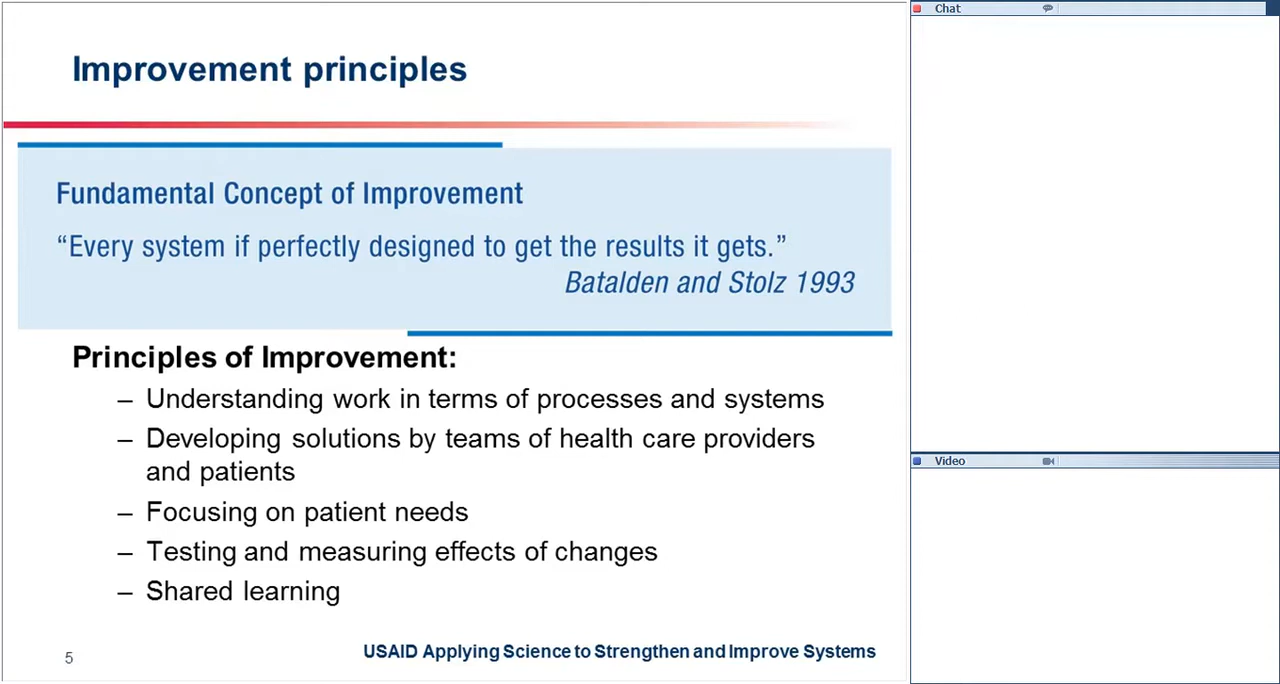 Improvement principles
Fundamental Concept of Improvement
“Every system if perfectly designed to get the results it gets.”
Batalden and Stolz 1993
Principles of Improvement:
– Understanding work in terms of processes and systems
– Developing solutions by teams of health care providers
and patients
– Focusing on patient needs
– Testing and measuring effects of changes
– Shared learning
5
USAID Applying Science to Strengthen and Improve Systems
Chat
Video